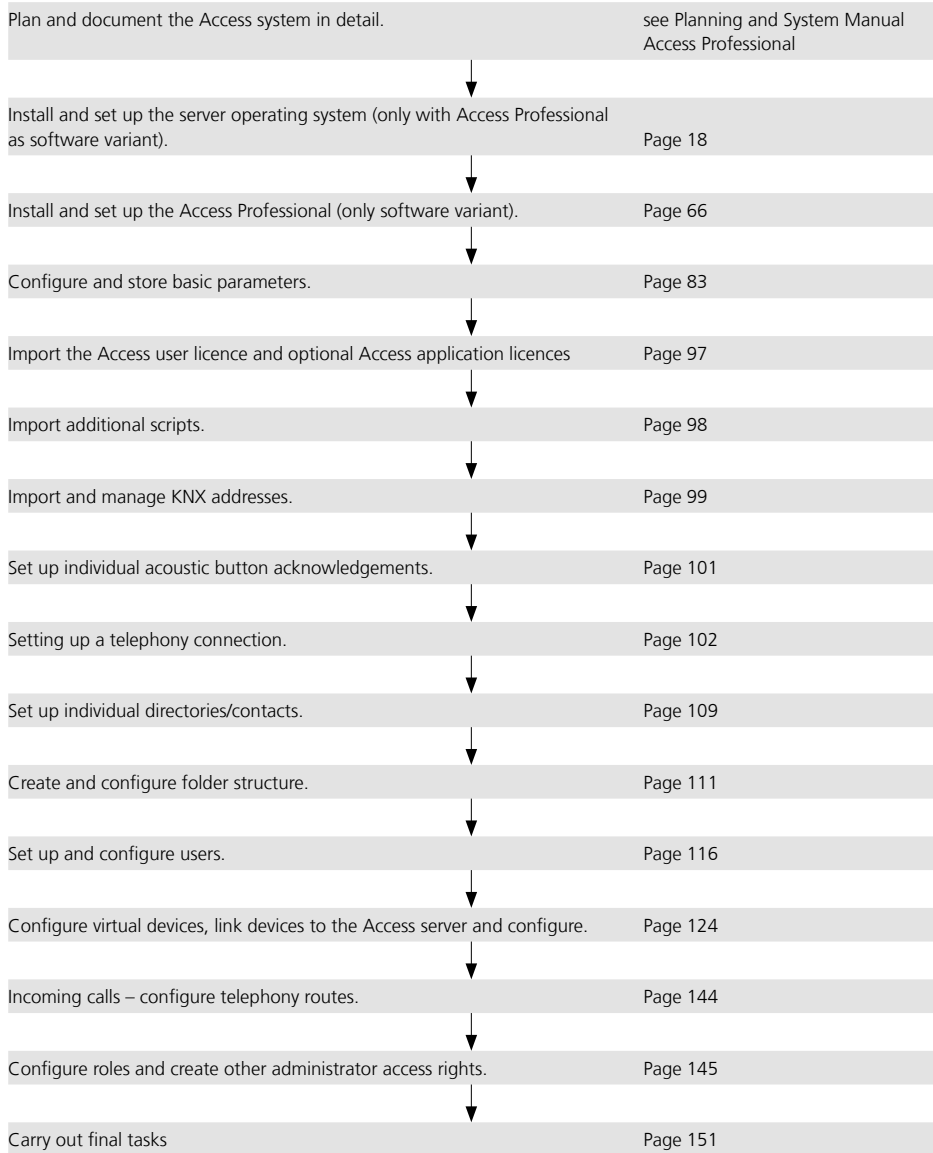 Plan and document the Access system in detail. see Planning and System Manual
Access Professional
Install and set up the server operating system (only with Access Professional
as software variant). Page 18
Install and set up the Access Professional (only software variant). Page 66
Configure and store basic parameters. Page 83
Import the Access user licence and optional Access application licences Page 97
Import additional scripts. Page 98
Import and manage KNX addresses. Page 99
Set up individual acoustic button acknowledgements. Page 101
Setting up a telephony connection. Page 102
Set up individual directories/contacts. Page 109
Create and configure folder structure. Page 111
Set up and configure users. Page 116
Configure virtual devices, link devices to the Access server and configure. Page 124
Incoming calls – configure telephony routes. Page 144
Configure roles and create other administrator access rights. Page 145
Carry out final tasks Page 151